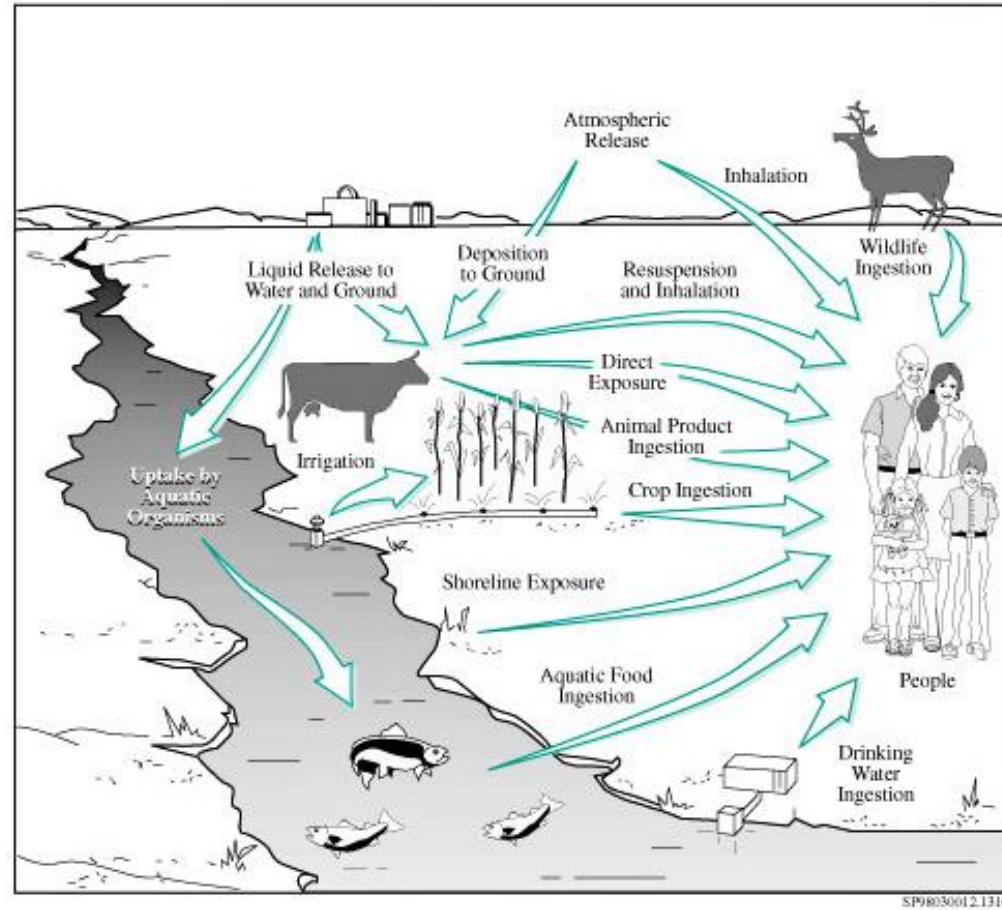 Atmospheric
Release
Inhalation
Wildlife
Ingestion
Liquid Release to
Water and Ground
Deposition
to Ground
Resuspension
and Inhalation
Direct
Exposure
Animal Product
Ingestion
Irrigation
Crop Ingestion
Uptake by
Aquatic
Organisms
Shoreline Exposure
Aquatic Food
Ingestion
People
Drinking
Water
Ingestion